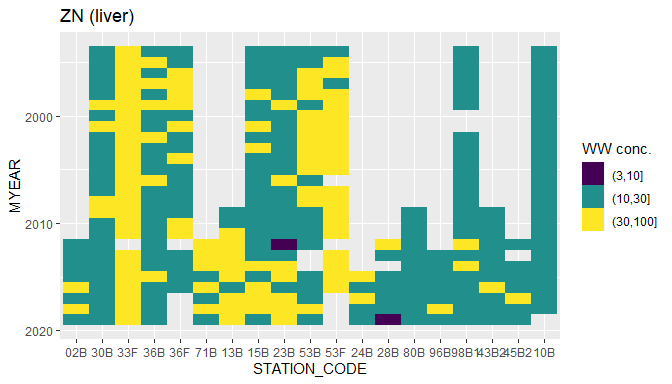 ZN (liver)
MYEAR
2000
2010
2020
02B 30B 33F 36B 36F 71B 13B 15B 23B 53B 53F 24B 28B 80B 96B 98B1 43B2 45B2 10B
STATION_CODE
WW conc.
(3,10]
(10,30]
(30,100]